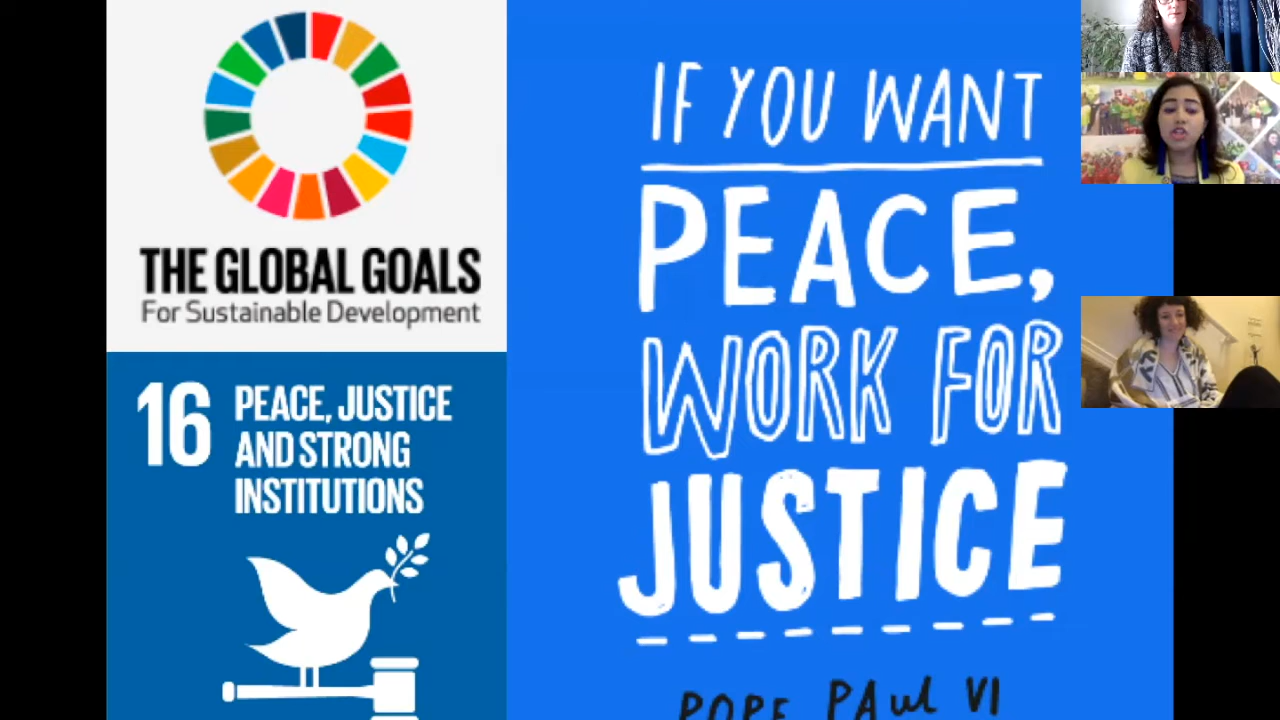 THE GLOBAL GOALS
For Sustainable Development
16 PEACE, JUSTICE
AND STRONG
INSTITUTIONS
IF YOU WANT
PEACE,
WORK FOR
JUSTICE
POPE PAUL VI